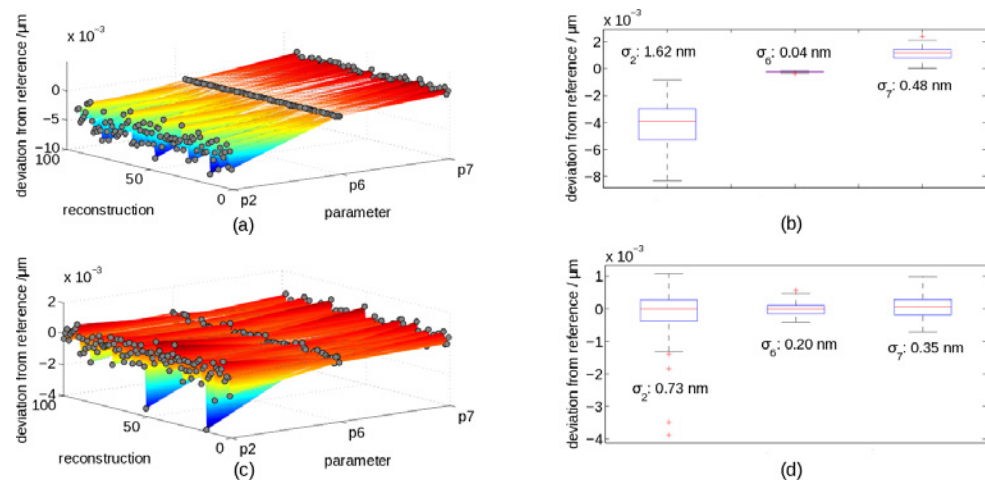 x 10⁻³
deviation from reference /µm
0
−5
−10
100
50
0
p2
p6
p7
reconstruction
parameter
(a)
x 10⁻³
deviation from reference / µm
2
0
−2
−4
−6
−8
σ₂: 1.62 nm
σ₆: 0.04 nm
σ₇: 0.48 nm
(b)
x 10⁻³
deviation from reference /µm
2
0
−2
−4
100
50
0
p2
p6
p7
reconstruction
parameter
(c)
x 10⁻³
deviation from reference / µm
1
0
−1
−2
−3
−4
σ₂: 0.73 nm
σ₆: 0.20 nm
σ₇: 0.35 nm
(d)